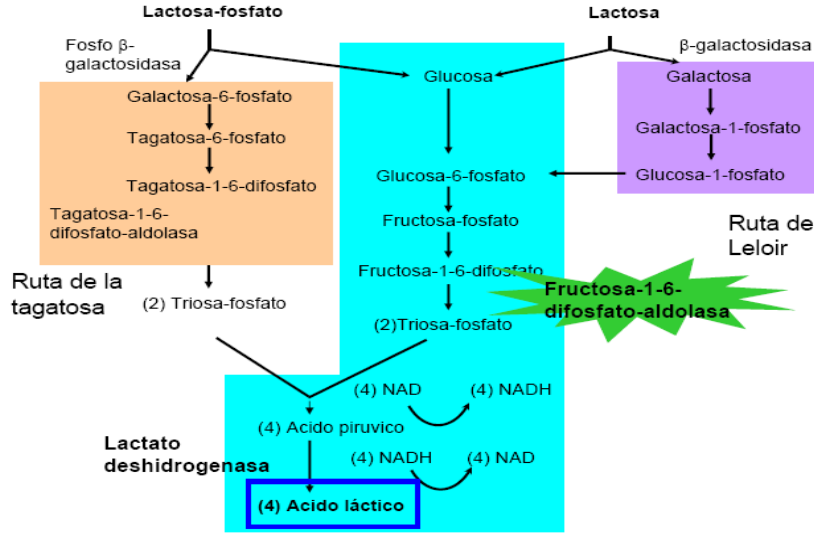 Lactosa-fosfato
Lactosa
Fosfo β-
galactosidasa
β-galactosidasa
Glucosa
Galactosa
Galactosa-6-fosfato
Galactosa-1-fosfato
Tagatosa-6-fosfato
Glucosa-6-fosfato
Glucosa-1-fosfato
Tagatosa-1-6-difosfato
Fructosa-fosfato
Tagatosa-1-6-
difosfato-aldolasa
Ruta de
Leloir
Fructosa-1-6-difosfato
Fructosa-1-6-
difosfato-aldolasa
Ruta de la
tagatosa
(2) Triosa-fosfato
(2)Triosa-fosfato
(4) NAD
(4) NADH
(4) Acido piruvico
Lactato
deshidrogenasa
(4) NADH
(4) NAD
(4) Acido láctico